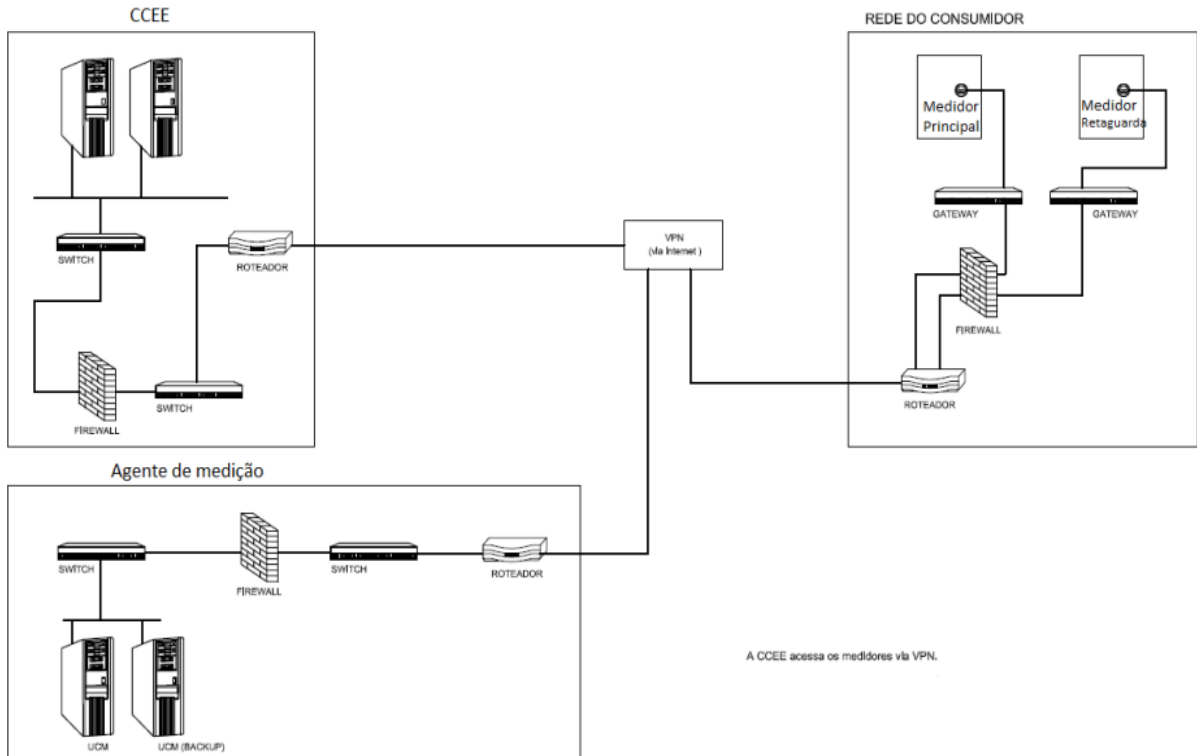 CCEE
SWITCH
ROTEADOR
FIREWALL
SWITCH
VPN
(via Internet )
REDE DO CONSUMIDOR
Medidor
Principal
Medidor
Retaguarda
GATEWAY
GATEWAY
FIREWALL
ROTEADOR
Agente de medição
SWITCH
FIREWALL
SWITCH
ROTEADOR
UCM
UCM (BACKUP)
A CCEE acessa os medidores via VPN.